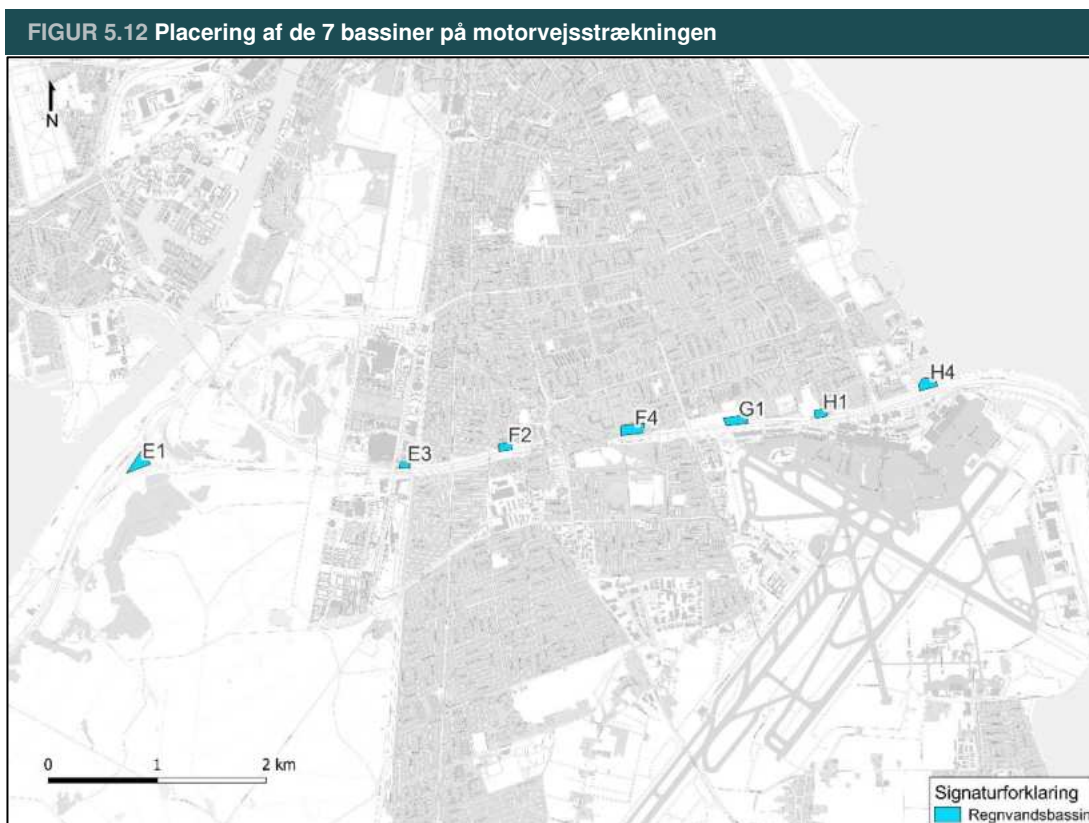 FIGUR 5.12 Placering af de 7 bassiner på motorvejsstrækningen
N
H4
H1
G1
F4
F2
E3
E1
0 1 2 km
Signaturforklaring
Regnvandsbassin